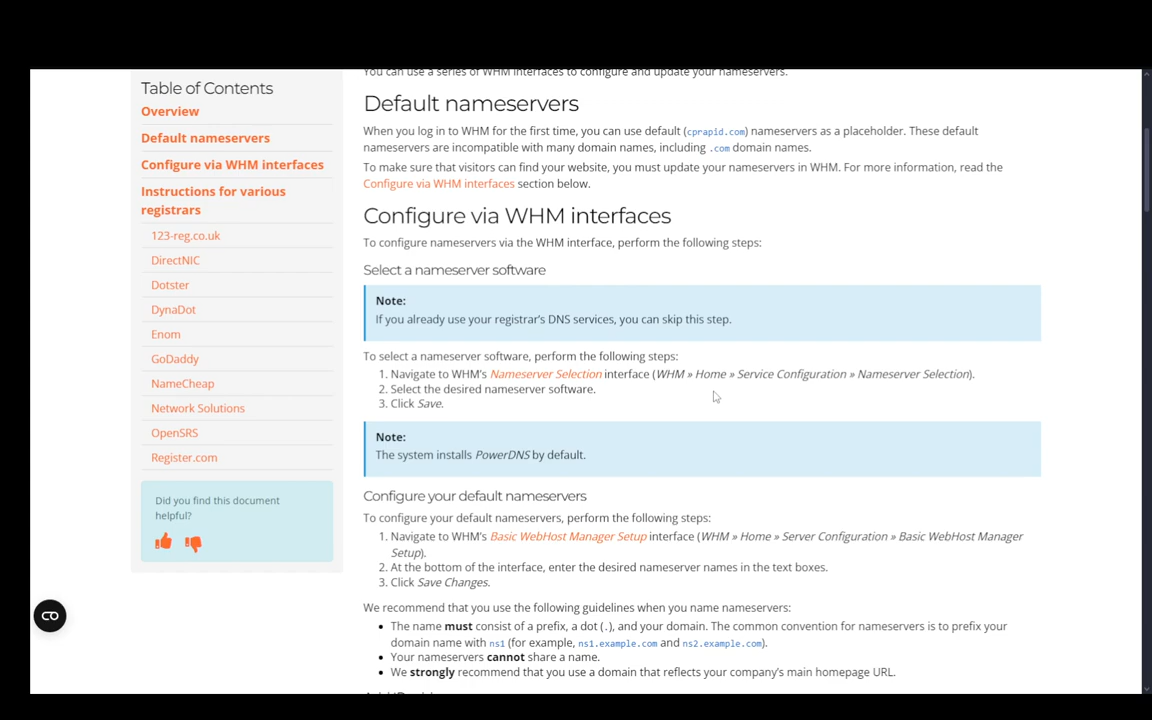 You can use a series of WHM interfaces to configure and update your nameservers.
Table of Contents
Overview
Default nameservers
Configure via WHM interfaces
Instructions for various
registrars
123-reg.co.uk
DirectNIC
Dotster
DynaDot
Enom
GoDaddy
NameCheap
Network Solutions
OpenSRS
Register.com
Did you find this document
helpful?
Default nameservers
When you log in to WHM for the first time, you can use default (cprapid.com) nameservers as a placeholder. These default
nameservers are incompatible with many domain names, including .com domain names.
To make sure that visitors can find your website, you must update your nameservers in WHM. For more information, read the
Configure via WHM interfaces section below.
Configure via WHM interfaces
To configure nameservers via the WHM interface, perform the following steps:
Select a nameserver software
Note:
If you already use your registrar's DNS services, you can skip this step.
To select a nameserver software, perform the following steps:
1. Navigate to WHM's Nameserver Selection interface (WHM » Home » Service Configuration » Nameserver Selection).
2. Select the desired nameserver software.
3. Click Save.
Note:
The system installs PowerDNS by default.
Configure your default nameservers
To configure your default nameservers, perform the following steps:
1. Navigate to WHM's Basic WebHost Manager Setup interface (WHM » Home » Server Configuration » Basic WebHost Manager
Setup).
2. At the bottom of the interface, enter the desired nameserver names in the text boxes.
3. Click Save Changes.
We recommend that you use the following guidelines when you name nameservers:
• The name must consist of a prefix, a dot (.), and your domain. The common convention for nameservers is to prefix your
domain name with ns1 (for example, ns1.example.com and ns2.example.com).
• Your nameservers cannot share a name.
• We strongly recommend that you use a domain that reflects your company's main homepage URL.